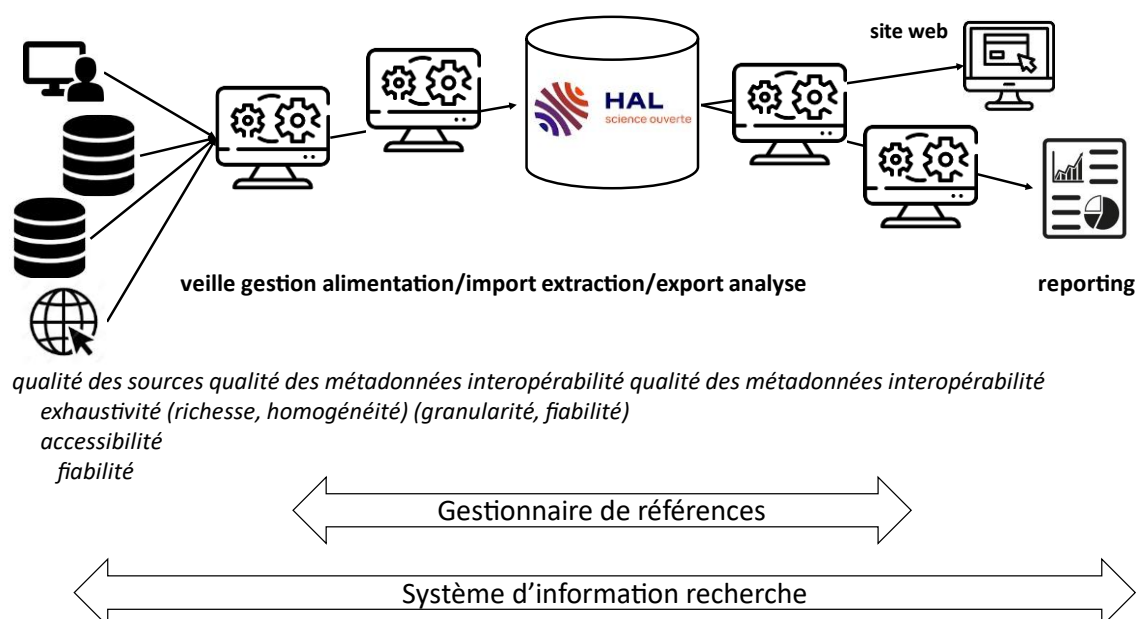 site web
HAL
science ouverte
veille gestion alimentation/import extraction/export analyse
reporting
qualité des sources qualité des métadonnées interopérabilité qualité des métadonnées interopérabilité
exhaustivité (richesse, homogénéité) (granularité, fiabilité)
accessibilité
fiabilité
Gestionnaire de références
Système d’information recherche